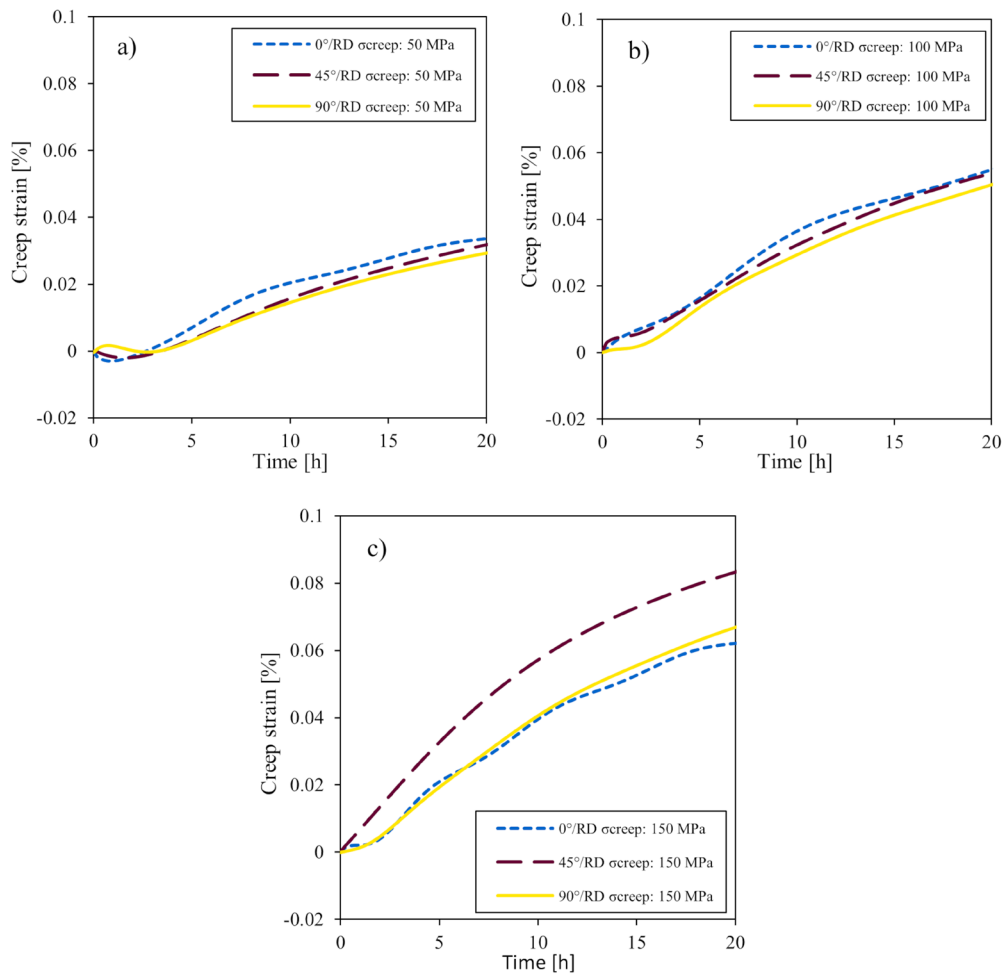 a)
0°/RD σcreep: 50 MPa
45°/RD σcreep: 50 MPa
90°/RD σcreep: 50 MPa
0.1
0.08
0.06
0.04
0.02
0
-0.02
Creep strain [%]
0 5 10 15 20
Time [h]
b)
0°/RD σcreep: 100 MPa
45°/RD σcreep: 100 MPa
90°/RD σcreep: 100 MPa
0.1
0.08
0.06
0.04
0.02
0
-0.02
Creep strain [%]
0 5 10 15 20
Time [h]
c)
0.1
0.08
0.06
0.04
0.02
0
-0.02
Creep strain [%]
0°/RD σcreep: 150 MPa
45°/RD σcreep: 150 MPa
90°/RD σcreep: 150 MPa
0 5 10 15 20
Time [h]